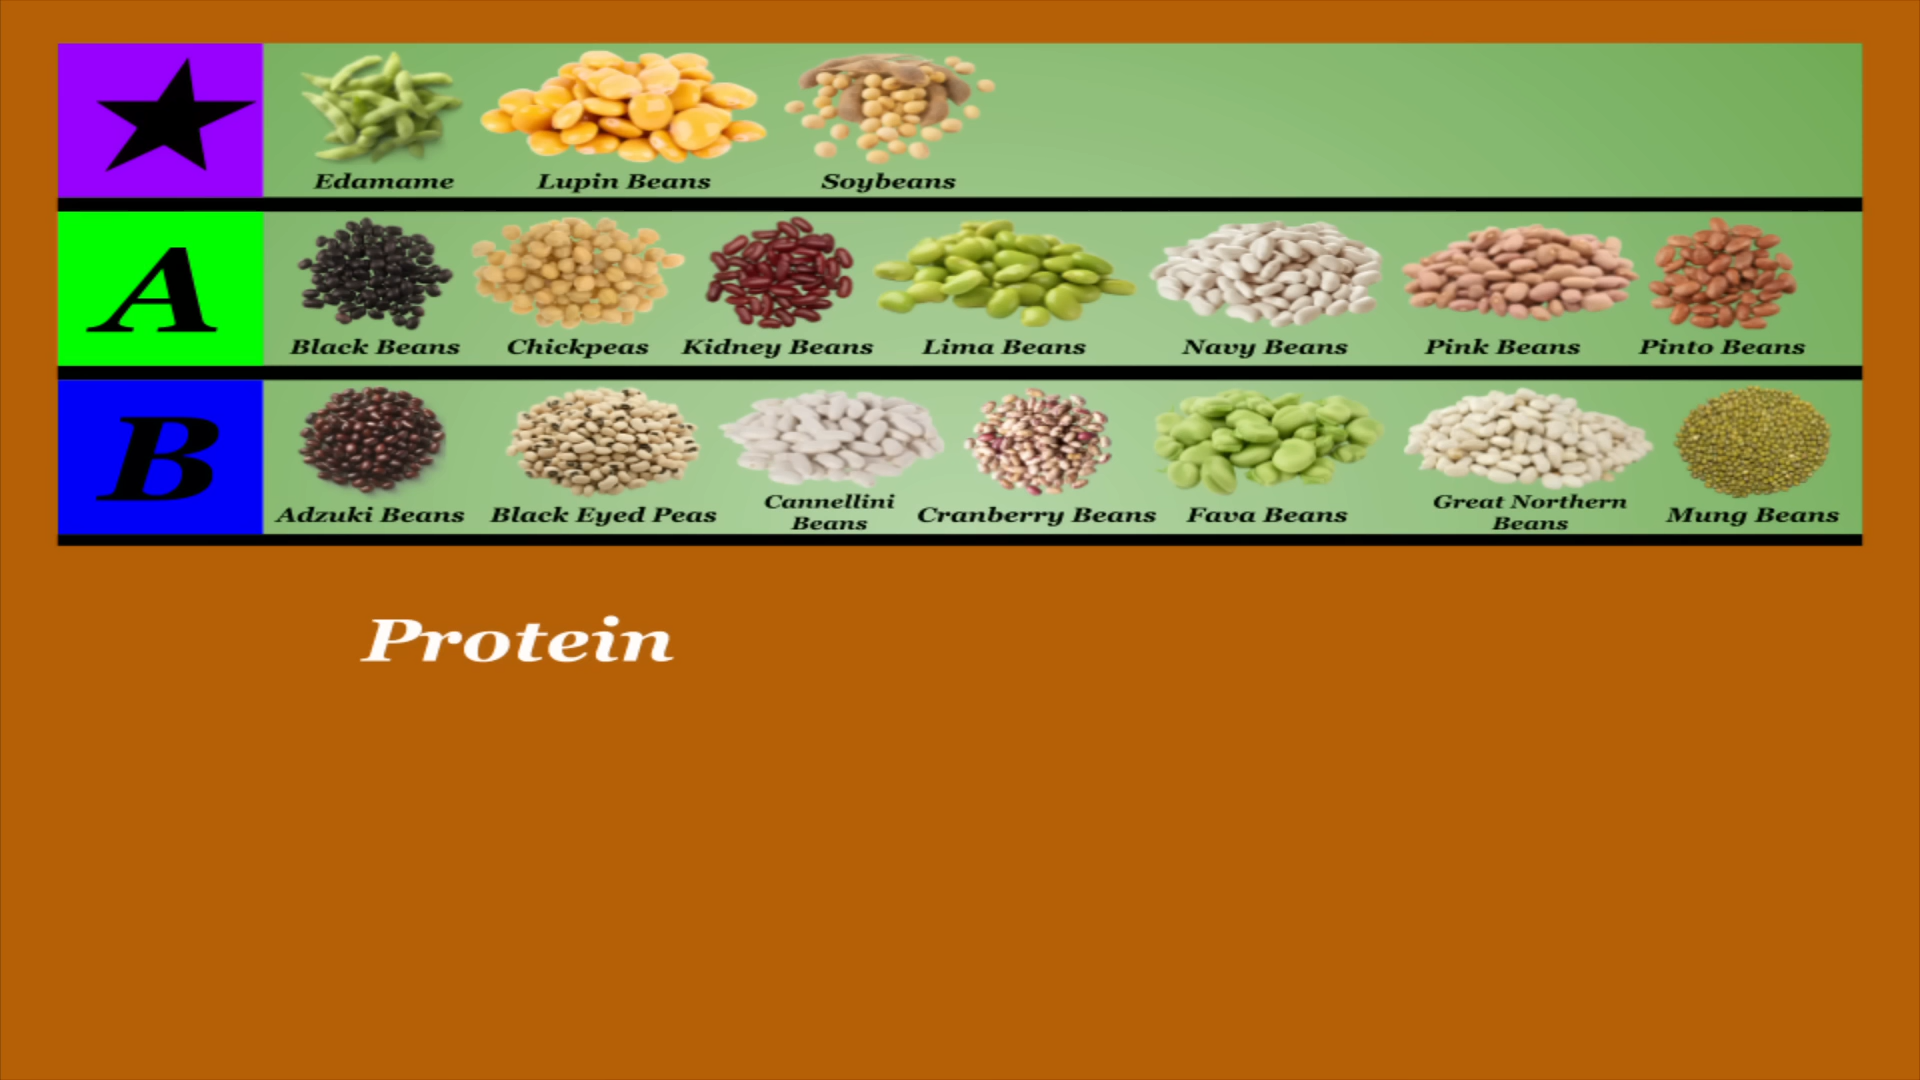 Edamame Lupin Beans Soybeans
A
Black Beans Chickpeas Kidney Beans Lima Beans Navy Beans Pink Beans Pinto Beans
B
Adzuki Beans Black Eyed Peas Cannellini Beans Cranberry Beans Fava Beans Great Northern Beans Mung Beans
Protein